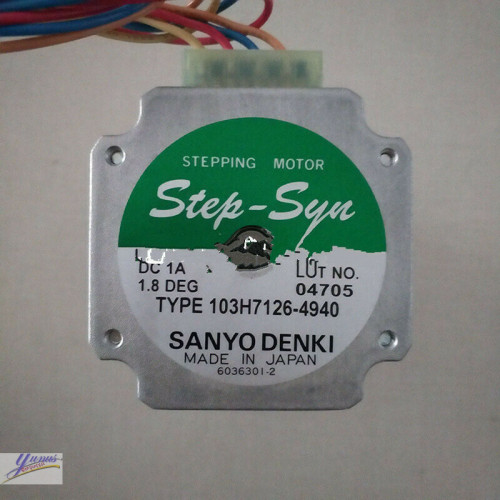 STEPPING MOTOR
Step-Syn
DC 1A
LOT NO.
1.8 DEG
04705
TYPE 103H7126-4940
SANYO DENKI
MADE IN JAPAN
6036301-2